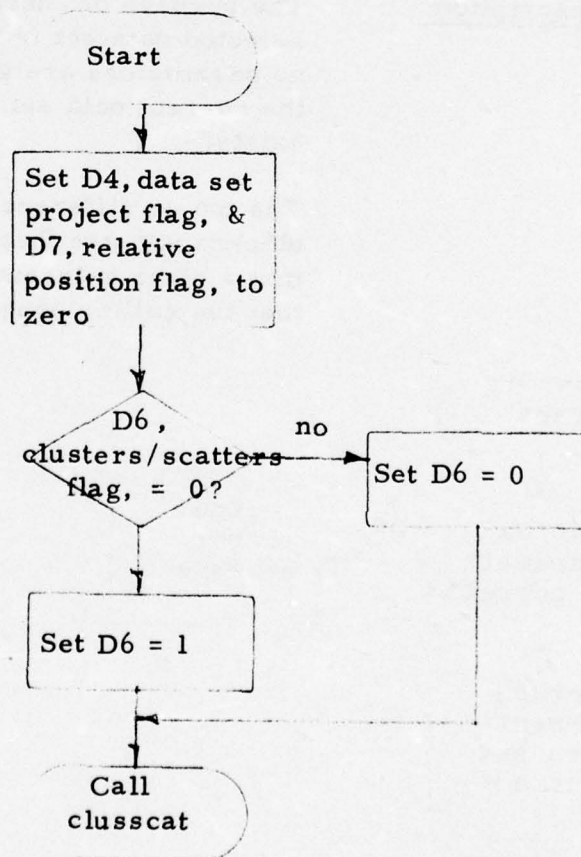 Start
Set D4, data set
project flag, &
D7, relative
position flag, to
zero
D6,
clusters/scatters
flag, = 0?
no
Set D6 = 0
Set D6 = 1
Call
clusscat